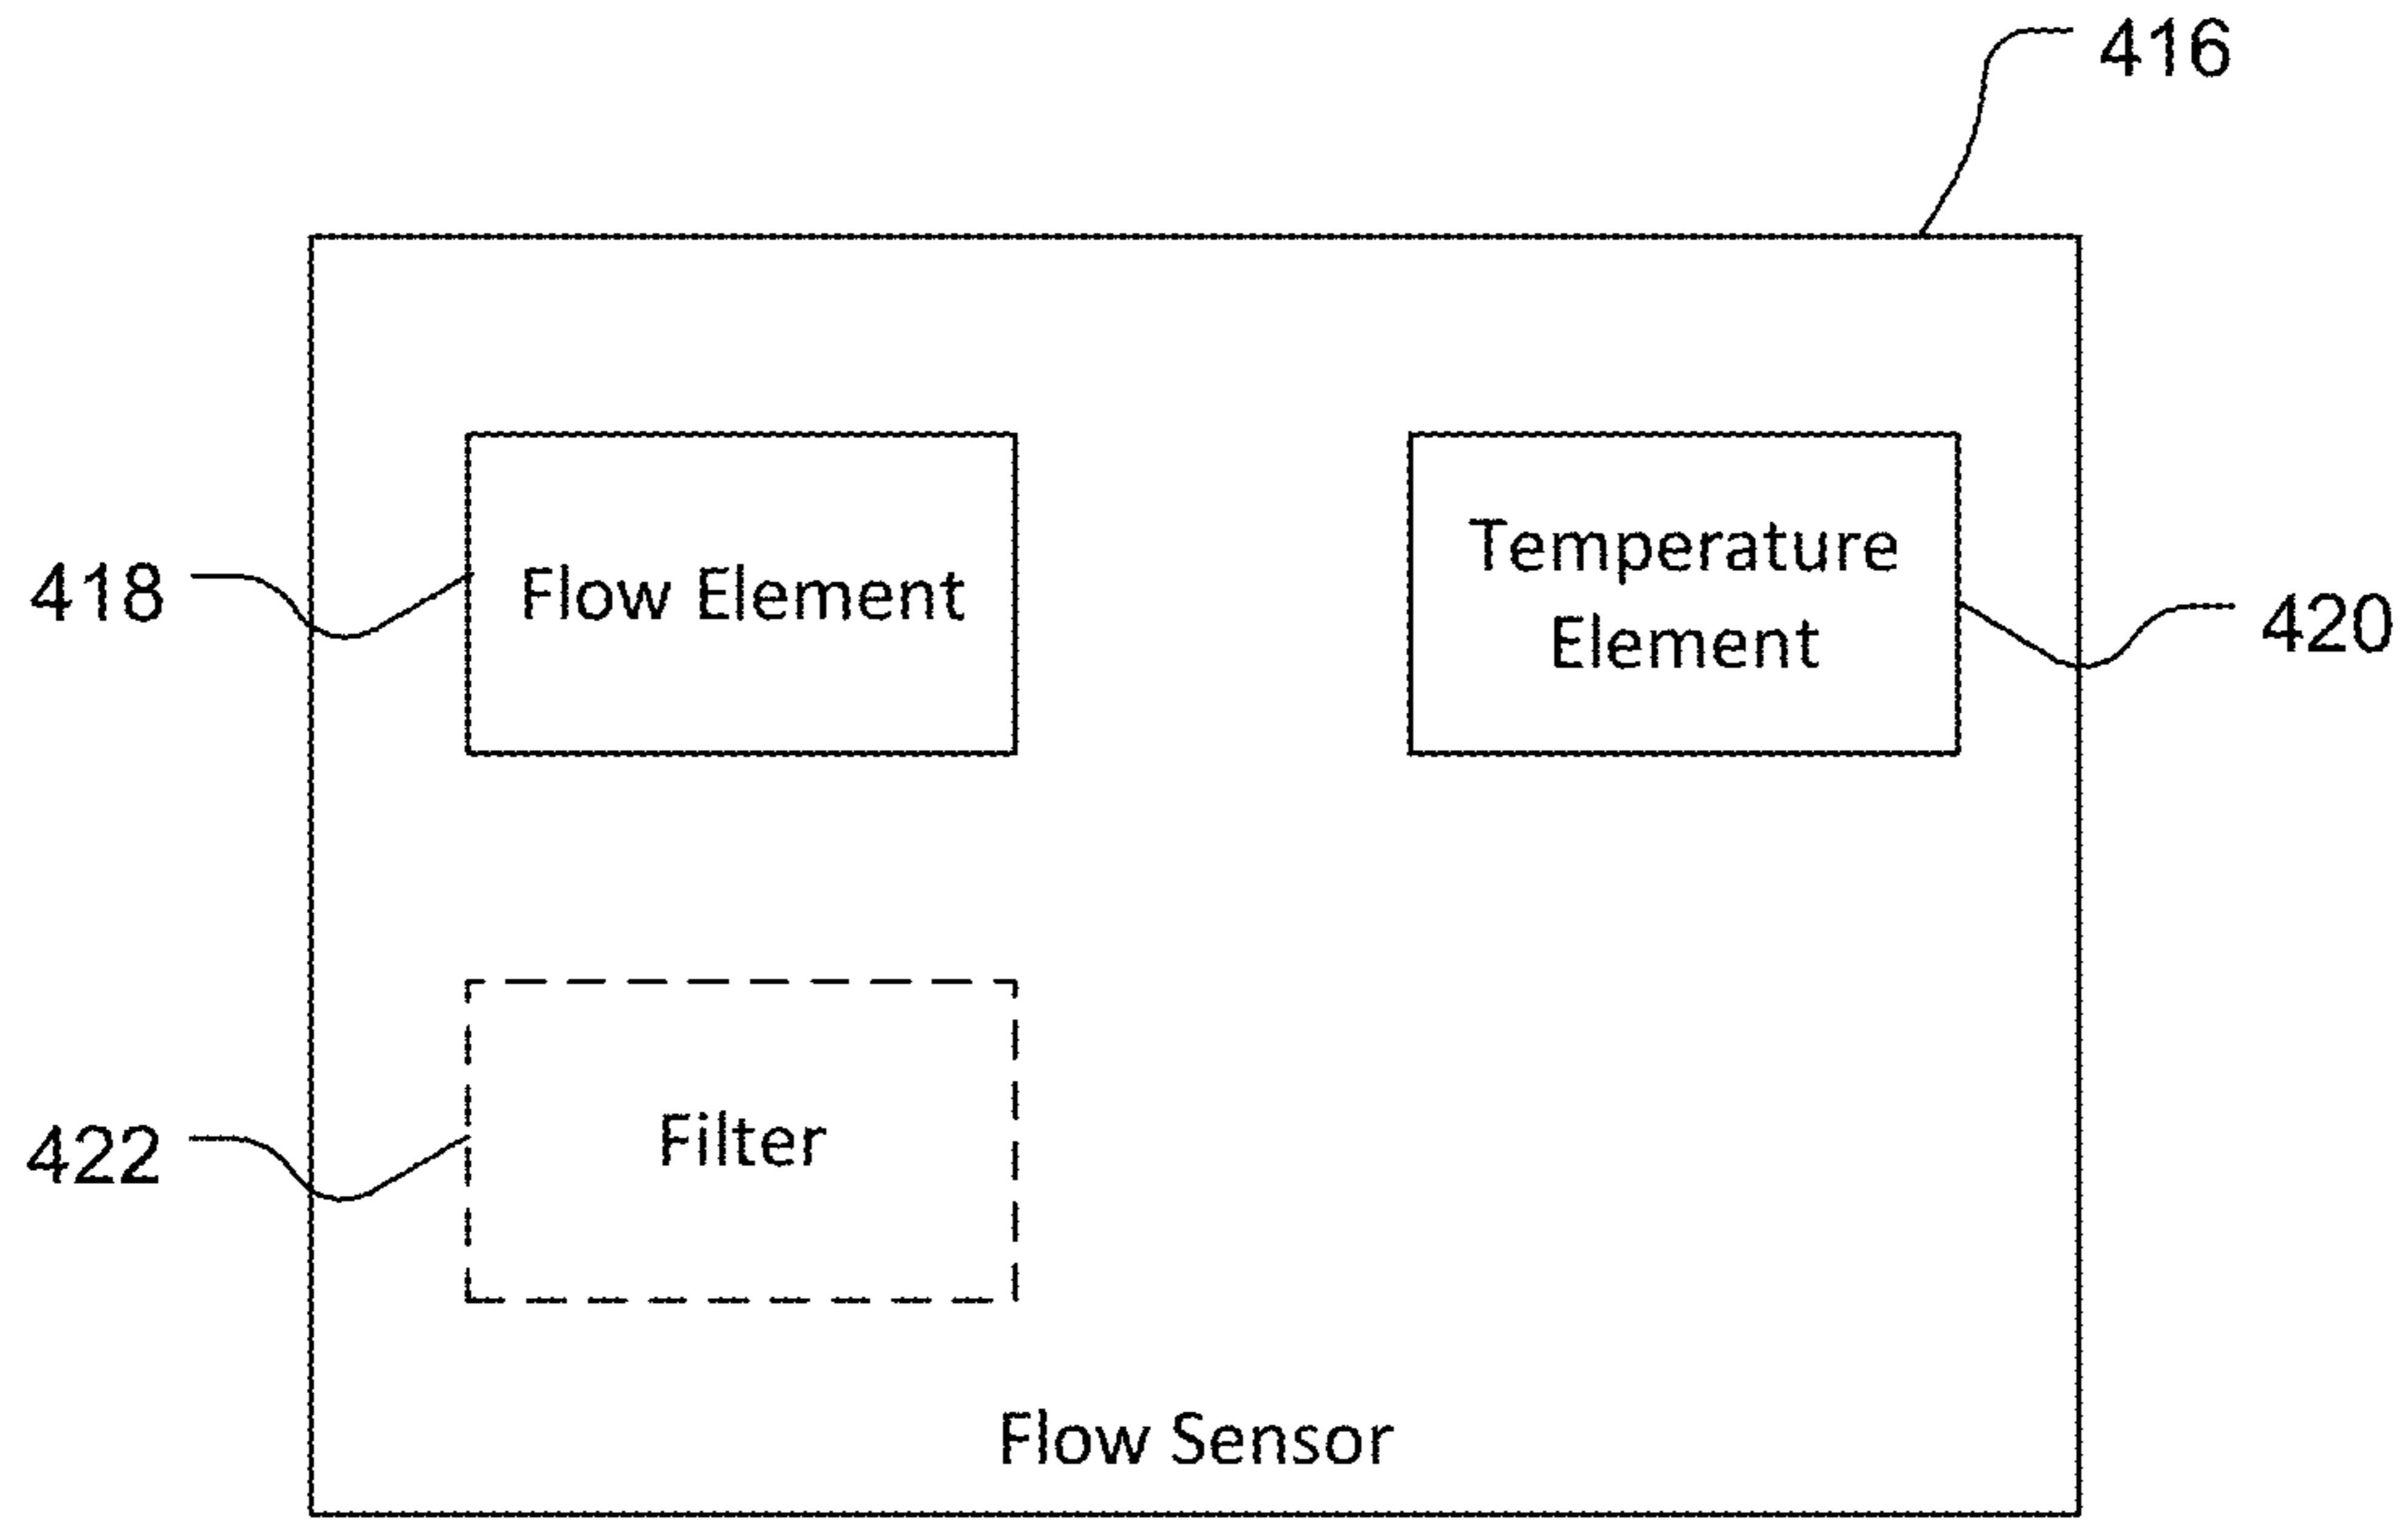 416
418
Flow Element
Temperature
Element
420
422
Filter
Flow Sensor